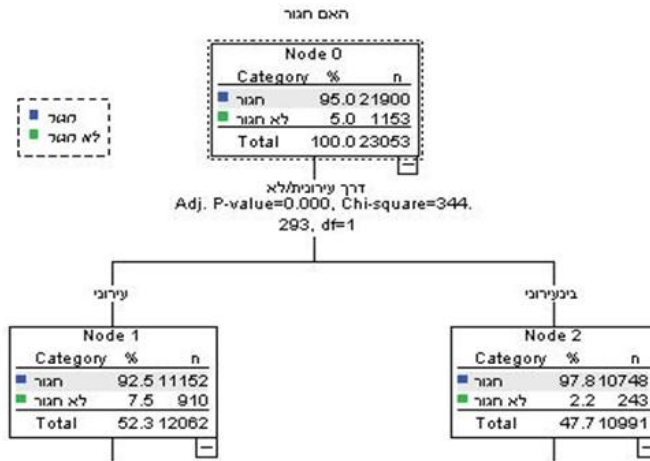 האם חגור
Node 0
Category % n
חגור 95.0 21900
לא חגור 5.0 1153
Total 100.0 23053
חגור
לא חגור
דרך עירונית/לא
Adj. P-value=0.000, Chi-square=344.
293, df=1
עירוני
בינעירוני
Node 1
Category % n
חגור 92.5 11152
לא חגור 7.5 910
Total 52.3 12062
Node 2
Category % n
חגור 97.8 10748
לא חגור 2.2 243
Total 47.7 10991